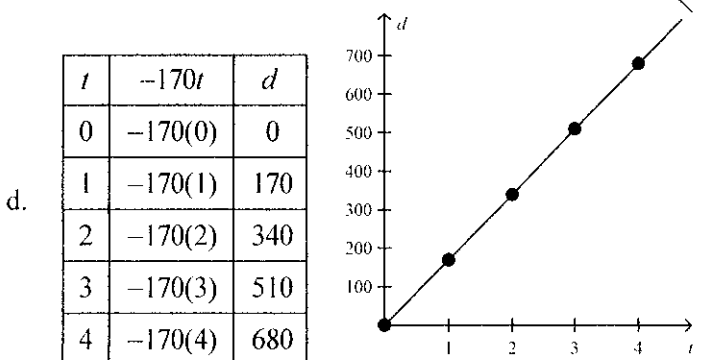 d.
t –170t d
0 –170(0) 0
1 –170(1) 170
2 –170(2) 340
3 –170(3) 510
4 –170(4) 680
d
700
600
500
400
300
200
100
1 2 3 4 t